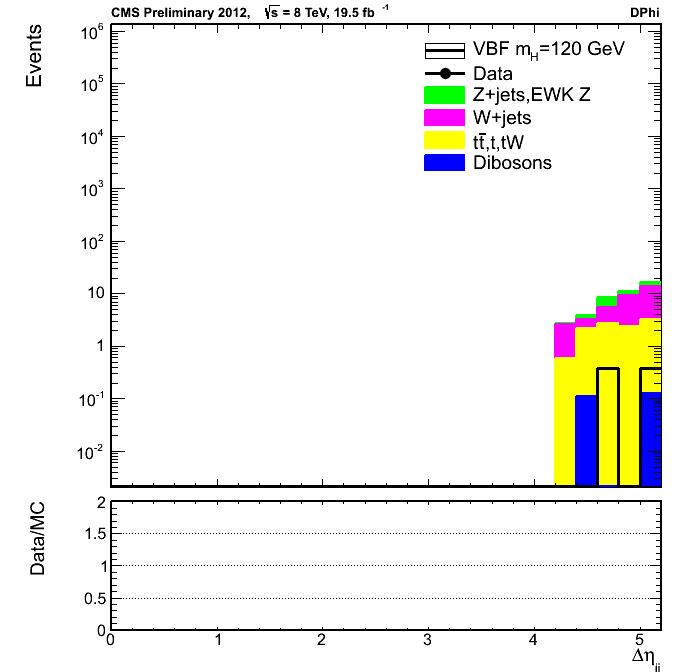 CMS Preliminary 2012, √s = 8 TeV, 19.5 fb⁻¹ DPhi
Events
10⁶
10⁵
10⁴
10³
10²
10
1
10⁻¹
10⁻²
VBF m_H=120 GeV
Data
Z+jets,EWK Z
W+jets
tt̄,t,tW
Dibosons
Data/MC
2
1.5
1
0.5
0
0 1 2 3 4 5
Δη_jj